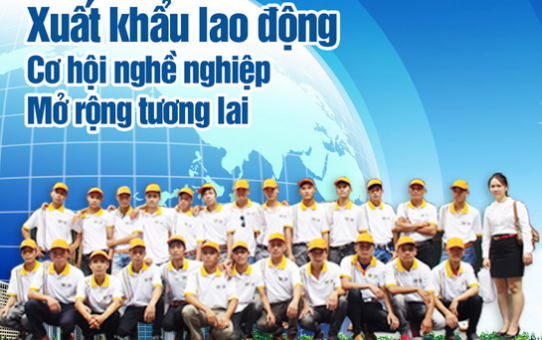 Xuất khẩu lao động
Cơ hội nghề nghiệp
Mở rộng tương lai